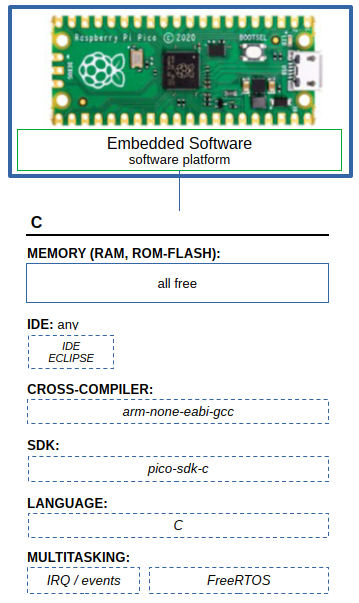 Raspberry Pi Pico © 2020 BOOTSEL
Embedded Software
software platform
C
MEMORY (RAM, ROM-FLASH):
all free
IDE: any
IDE
ECLIPSE
CROSS-COMPILER:
arm-none-eabi-gcc
SDK:
pico-sdk-c
LANGUAGE:
C
MULTITASKING:
IRQ / events FreeRTOS